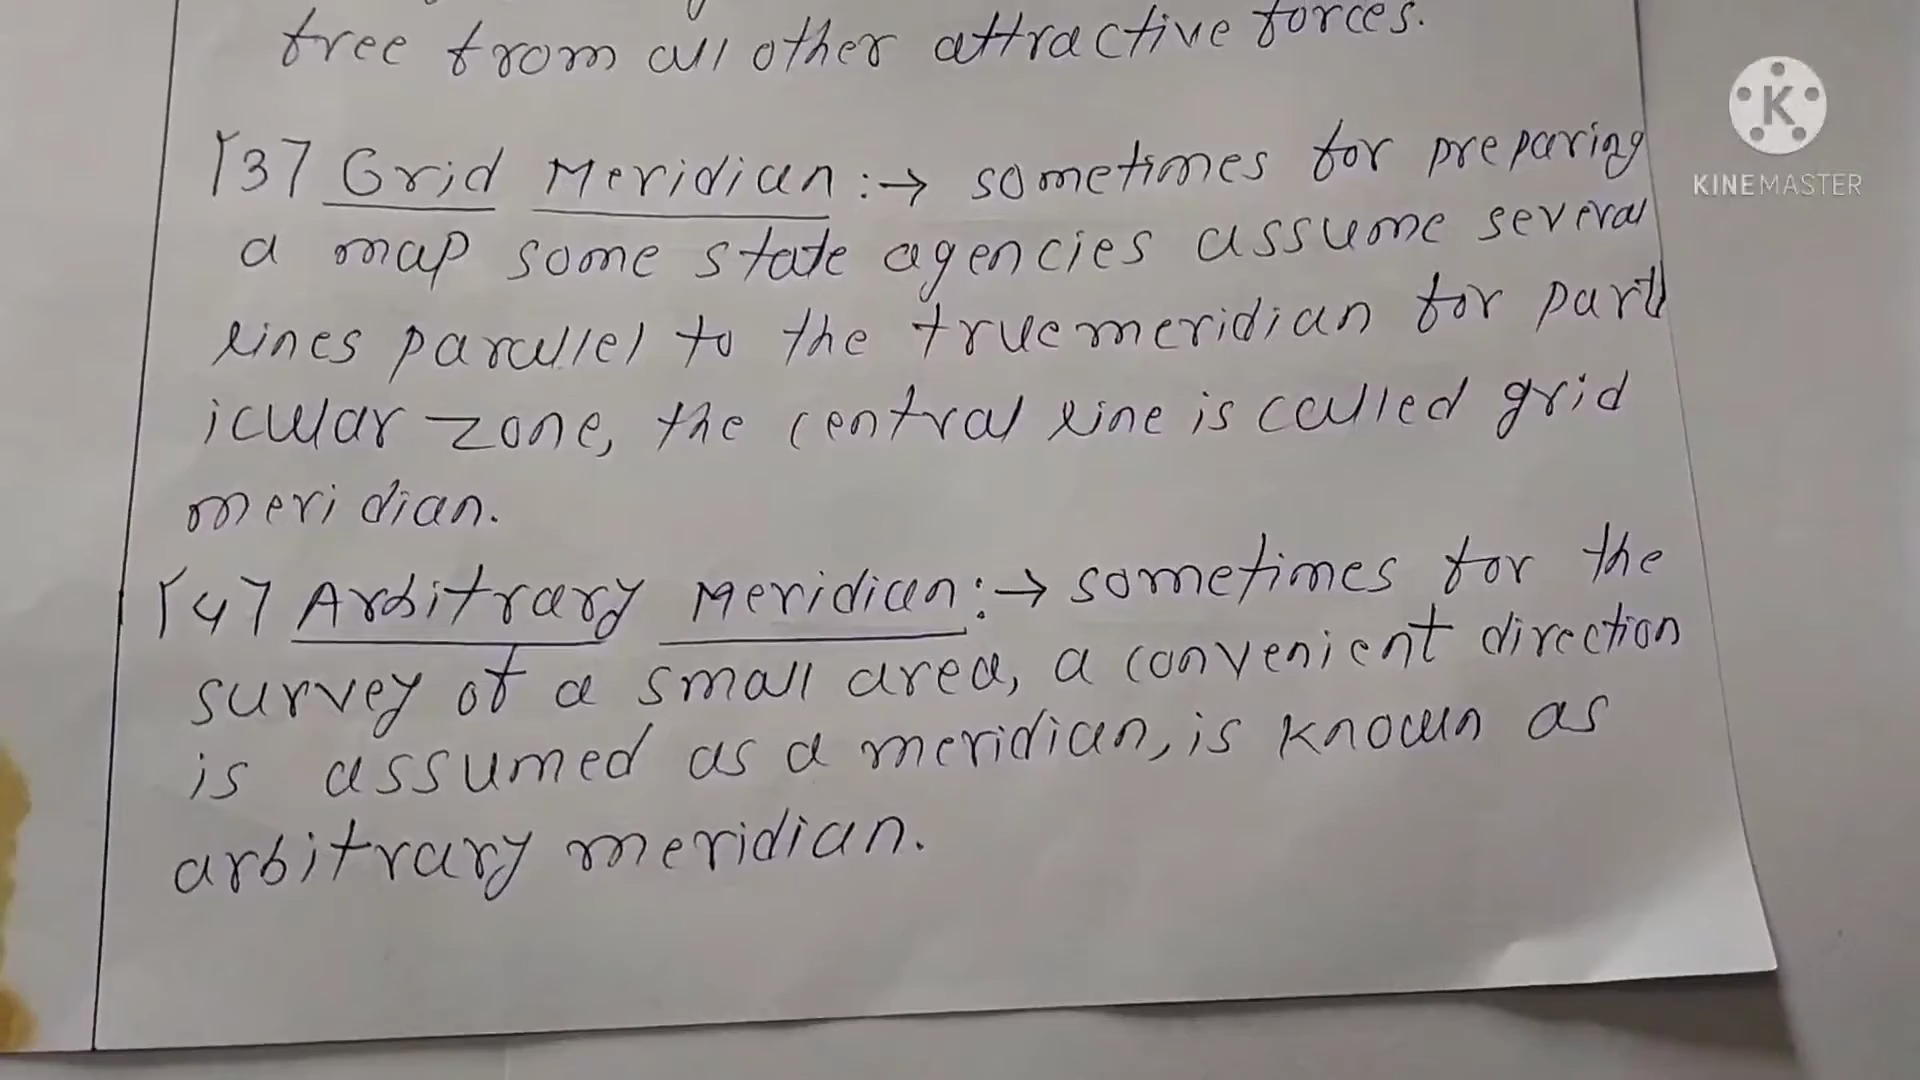 free from all other attractive forces.
[3] Grid Meridian :→ sometimes for preparing
a map some state agencies assume several
lines parallel to the true meridian for part
icular zone, the central line is called grid
meridian.
[4] Arbitrary Meridian :→ sometimes for the
survey of a small area, a convenient direction
is assumed as a meridian, is known as
arbitrary meridian.
K
KINEMASTER